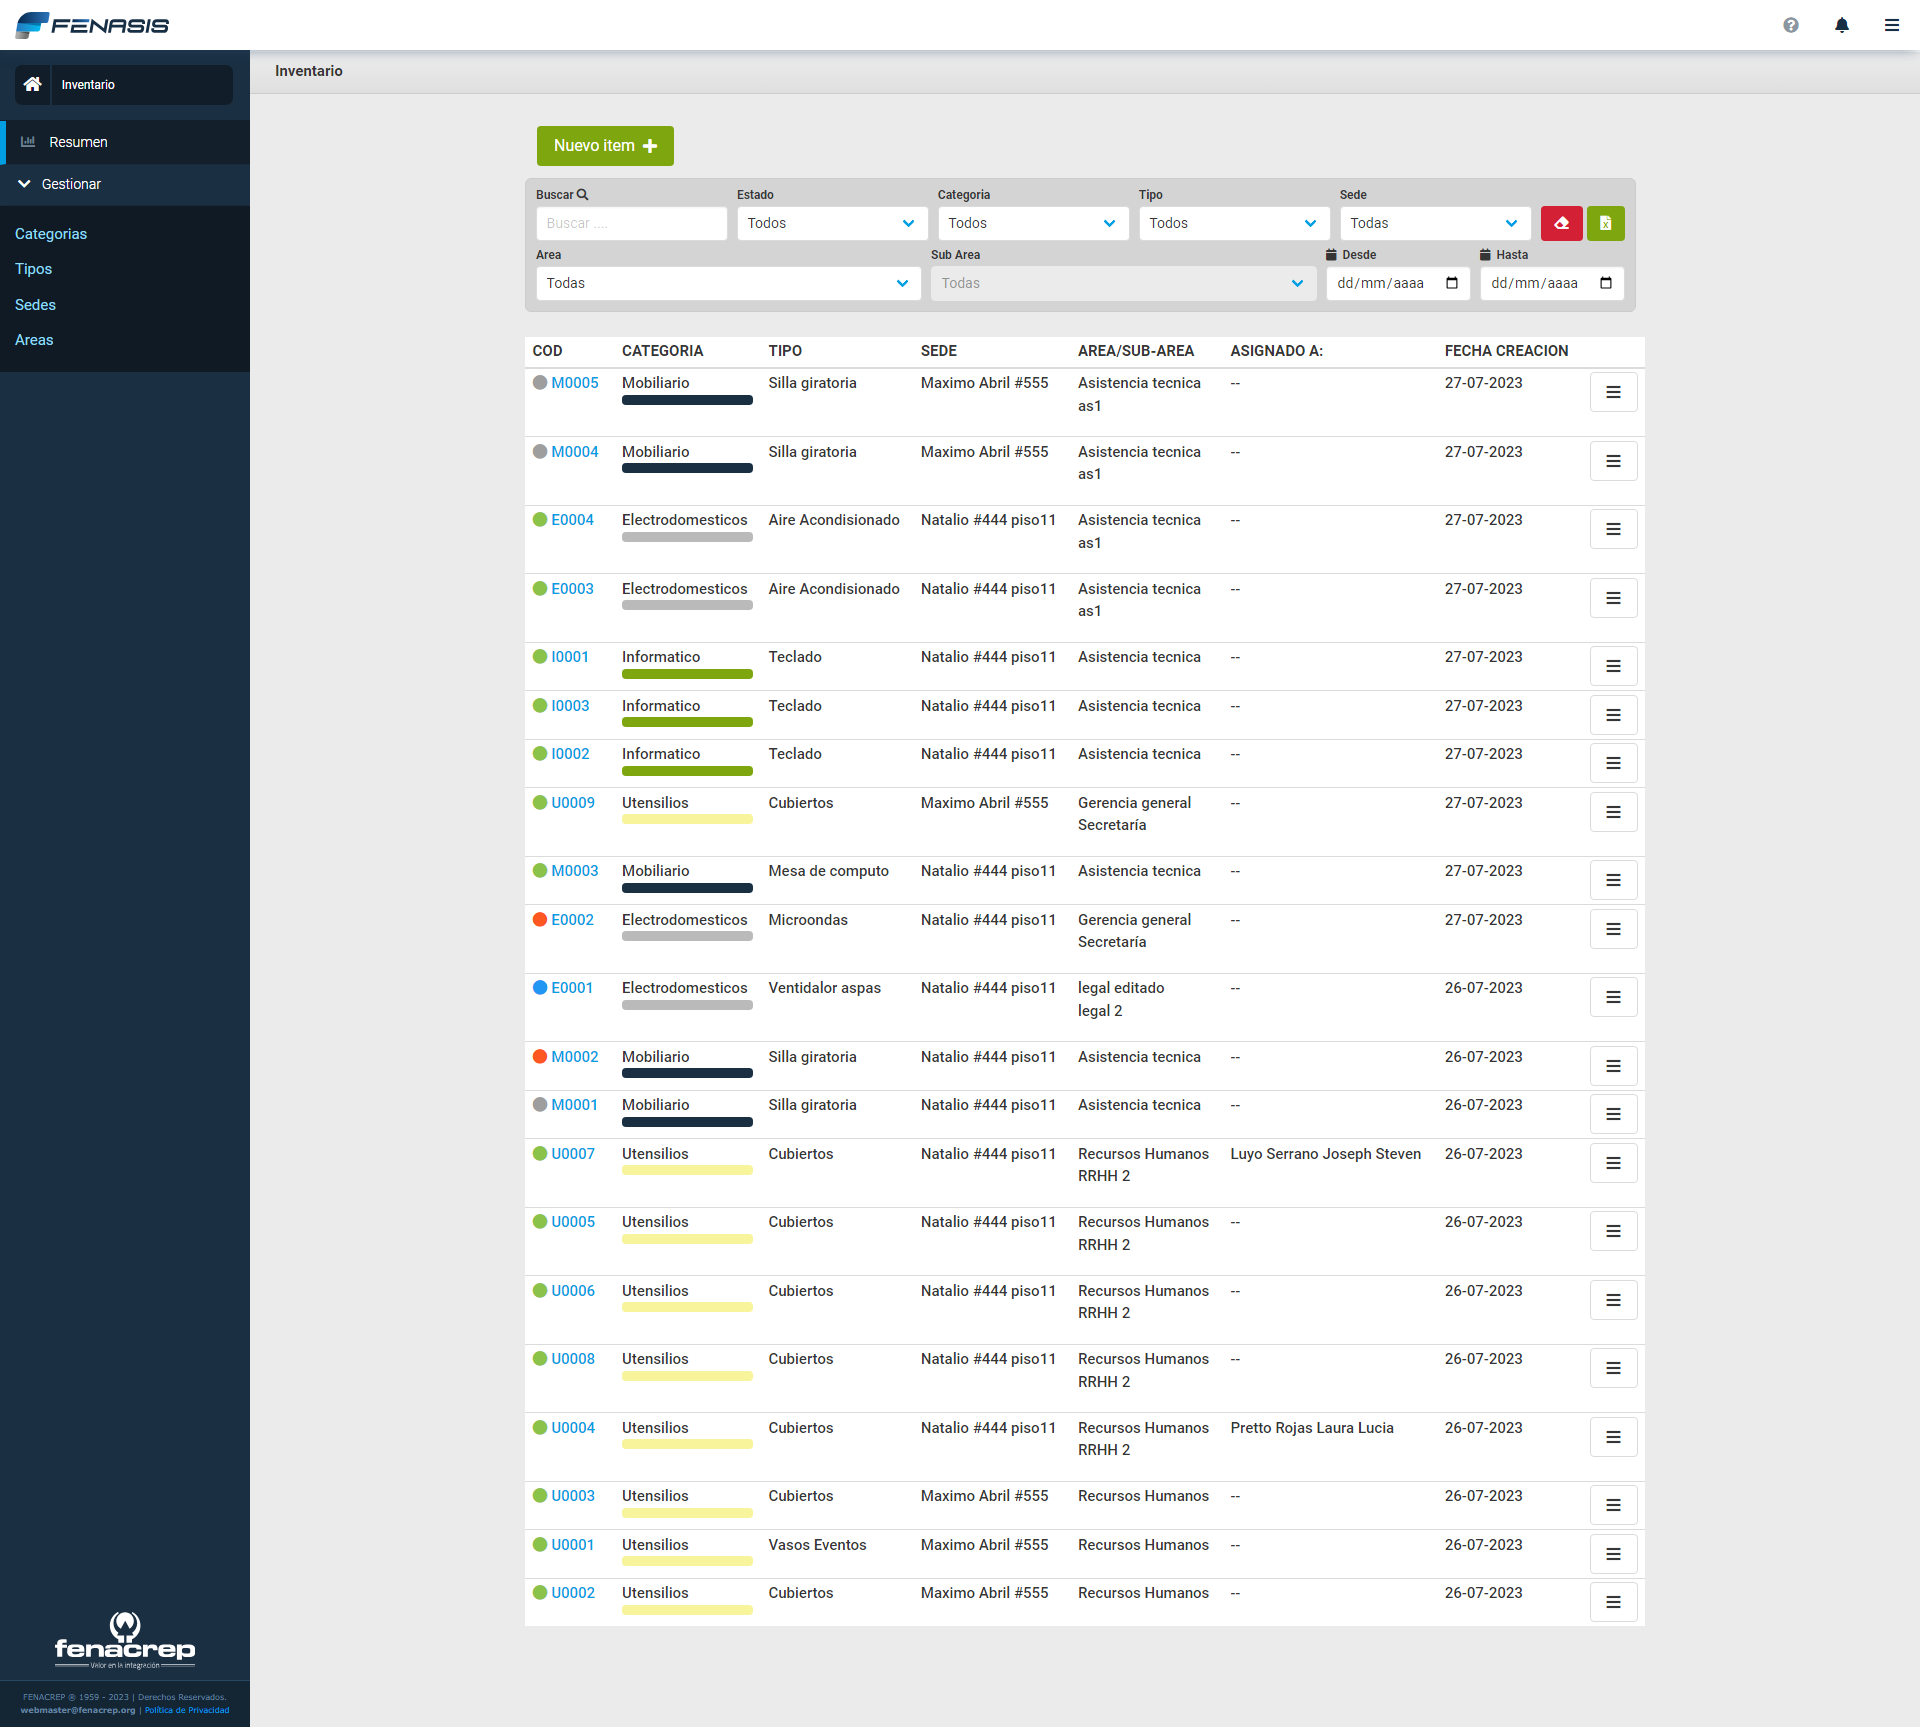 FENASIS
Inventario
Inventario
Resumen
Gestionar
Categorias
Tipos
Sedes
Areas
Nuevo item
Buscar Estado Categoria Tipo Sede
Buscar .... Todos Todos Todos Todas
Area Sub Area Desde Hasta
Todas Todas dd/mm/aaaa dd/mm/aaaa
COD CATEGORIA TIPO SEDE AREA/SUB-AREA ASIGNADO A: FECHA CREACION
M0005 Mobiliario Silla giratoria Maximo Abril #555 Asistencia tecnica -- 27-07-2023
as1
M0004 Mobiliario Silla giratoria Maximo Abril #555 Asistencia tecnica -- 27-07-2023
as1
E0004 Electrodomesticos Aire Acondisionado Natalio #444 piso11 Asistencia tecnica -- 27-07-2023
as1
E0003 Electrodomesticos Aire Acondisionado Natalio #444 piso11 Asistencia tecnica -- 27-07-2023
as1
I0001 Informatico Teclado Natalio #444 piso11 Asistencia tecnica -- 27-07-2023
I0003 Informatico Teclado Natalio #444 piso11 Asistencia tecnica -- 27-07-2023
I0002 Informatico Teclado Natalio #444 piso11 Asistencia tecnica -- 27-07-2023
U0009 Utensilios Cubiertos Maximo Abril #555 Gerencia general -- 27-07-2023
Secretaría
M0003 Mobiliario Mesa de computo Natalio #444 piso11 Asistencia tecnica -- 27-07-2023
E0002 Electrodomesticos Microondas Natalio #444 piso11 Gerencia general -- 27-07-2023
Secretaría
E0001 Electrodomesticos Ventidalor aspas Natalio #444 piso11 legal editado -- 26-07-2023
legal 2
M0002 Mobiliario Silla giratoria Natalio #444 piso11 Asistencia tecnica -- 26-07-2023
M0001 Mobiliario Silla giratoria Natalio #444 piso11 Asistencia tecnica -- 26-07-2023
U0007 Utensilios Cubiertos Natalio #444 piso11 Recursos Humanos Luyo Serrano Joseph Steven 26-07-2023
RRHH 2
U0005 Utensilios Cubiertos Natalio #444 piso11 Recursos Humanos -- 26-07-2023
RRHH 2
U0006 Utensilios Cubiertos Natalio #444 piso11 Recursos Humanos -- 26-07-2023
RRHH 2
U0008 Utensilios Cubiertos Natalio #444 piso11 Recursos Humanos -- 26-07-2023
RRHH 2
U0004 Utensilios Cubiertos Natalio #444 piso11 Recursos Humanos Pretto Rojas Laura Lucia 26-07-2023
RRHH 2
U0003 Utensilios Cubiertos Maximo Abril #555 Recursos Humanos -- 26-07-2023
U0001 Utensilios Vasos Eventos Maximo Abril #555 Recursos Humanos -- 26-07-2023
U0002 Utensilios Cubiertos Maximo Abril #555 Recursos Humanos -- 26-07-2023
fenacrep
Valor en la integración
FENACREP ® 1959 - 2023 | Derechos Reservados.
webmaster@fenacrep.org | Política de Privacidad